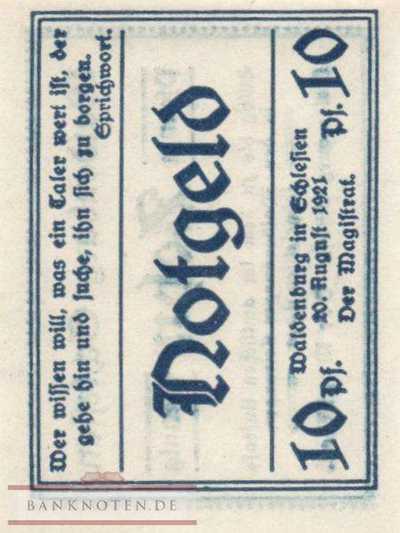 Wer wissen will, was ein Taler wert ist, der
gehe hin und suche, ihn sich zu borgen.
Sprichwort.
Notgeld
Waldenburg in Schlesien
20. August 1921
10 Pf. Der Magistrat. Pf. 10
BANKNOTEN.DE